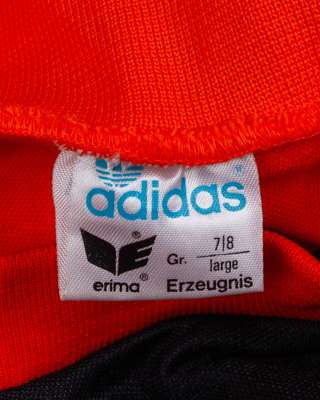 adidas ®
®
Gr. 7|8
large
erima® Erzeugnis